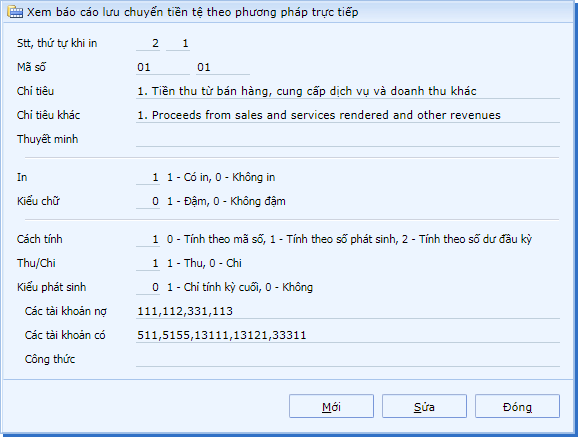 Xem báo cáo lưu chuyển tiền tệ theo phương pháp trực tiếp
Stt, thứ tự khi in 2 1
Mã số 01 01
Chỉ tiêu 1. Tiền thu từ bán hàng, cung cấp dịch vụ và doanh thu khác
Chỉ tiêu khác 1. Proceeds from sales and services rendered and other revenues
Thuyết minh
In 1 1 - Có in, 0 - Không in
Kiểu chữ 0 1 - Đậm, 0 - Không đậm
Cách tính 1 0 - Tính theo mã số, 1 - Tính theo số phát sinh, 2 - Tính theo số dư đầu kỳ
Thu/Chi 1 1 - Thu, 0 - Chi
Kiểu phát sinh 0 1 - Chỉ tính kỳ cuối, 0 - Không
Các tài khoản nợ 111,112,331,113
Các tài khoản có 511,5155,13111,13121,33311
Công thức
Mới Sửa Đóng